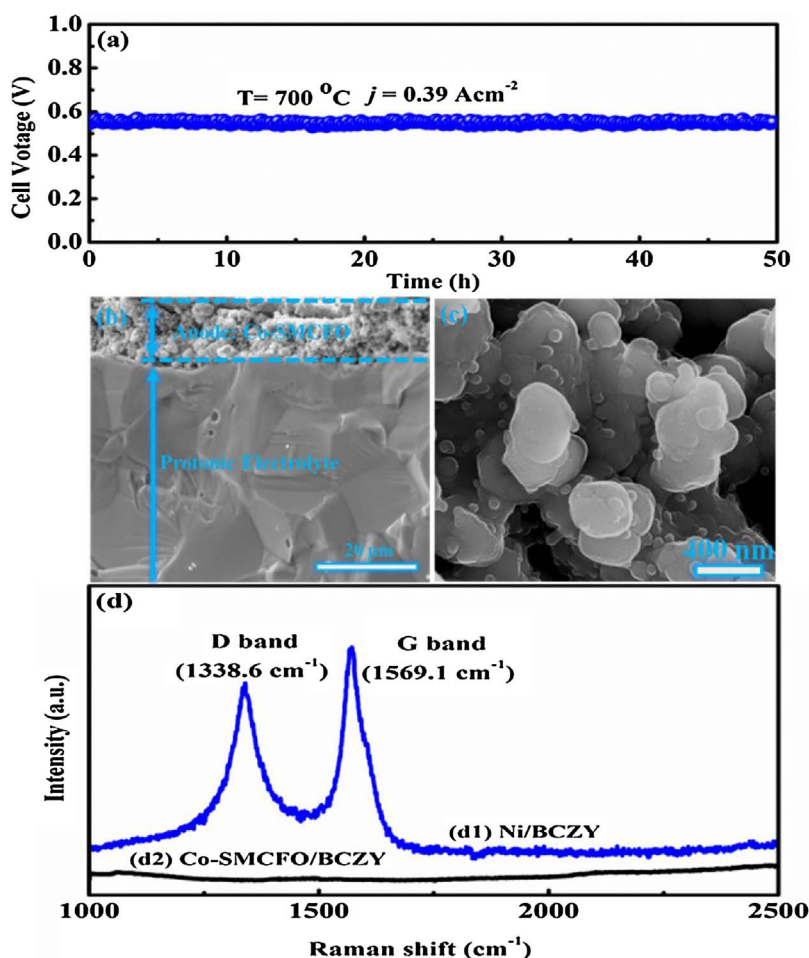 (a)
1.0
0.8
0.6
0.4
0.2
0.0
Cell Votage (V)
T= 700 °C j = 0.39 Acm⁻²
0 10 20 30 40 50
Time (h)
(b)
Anode: Co-SMCFO
Protonic Electrolyte
20 μm
(c)
400 nm
(d)
D band
(1338.6 cm⁻¹)
G band
(1569.1 cm⁻¹)
Intensity (a.u.)
(d1) Ni/BCZY
(d2) Co-SMCFO/BCZY
1000 1500 2000 2500
Raman shift (cm⁻¹)